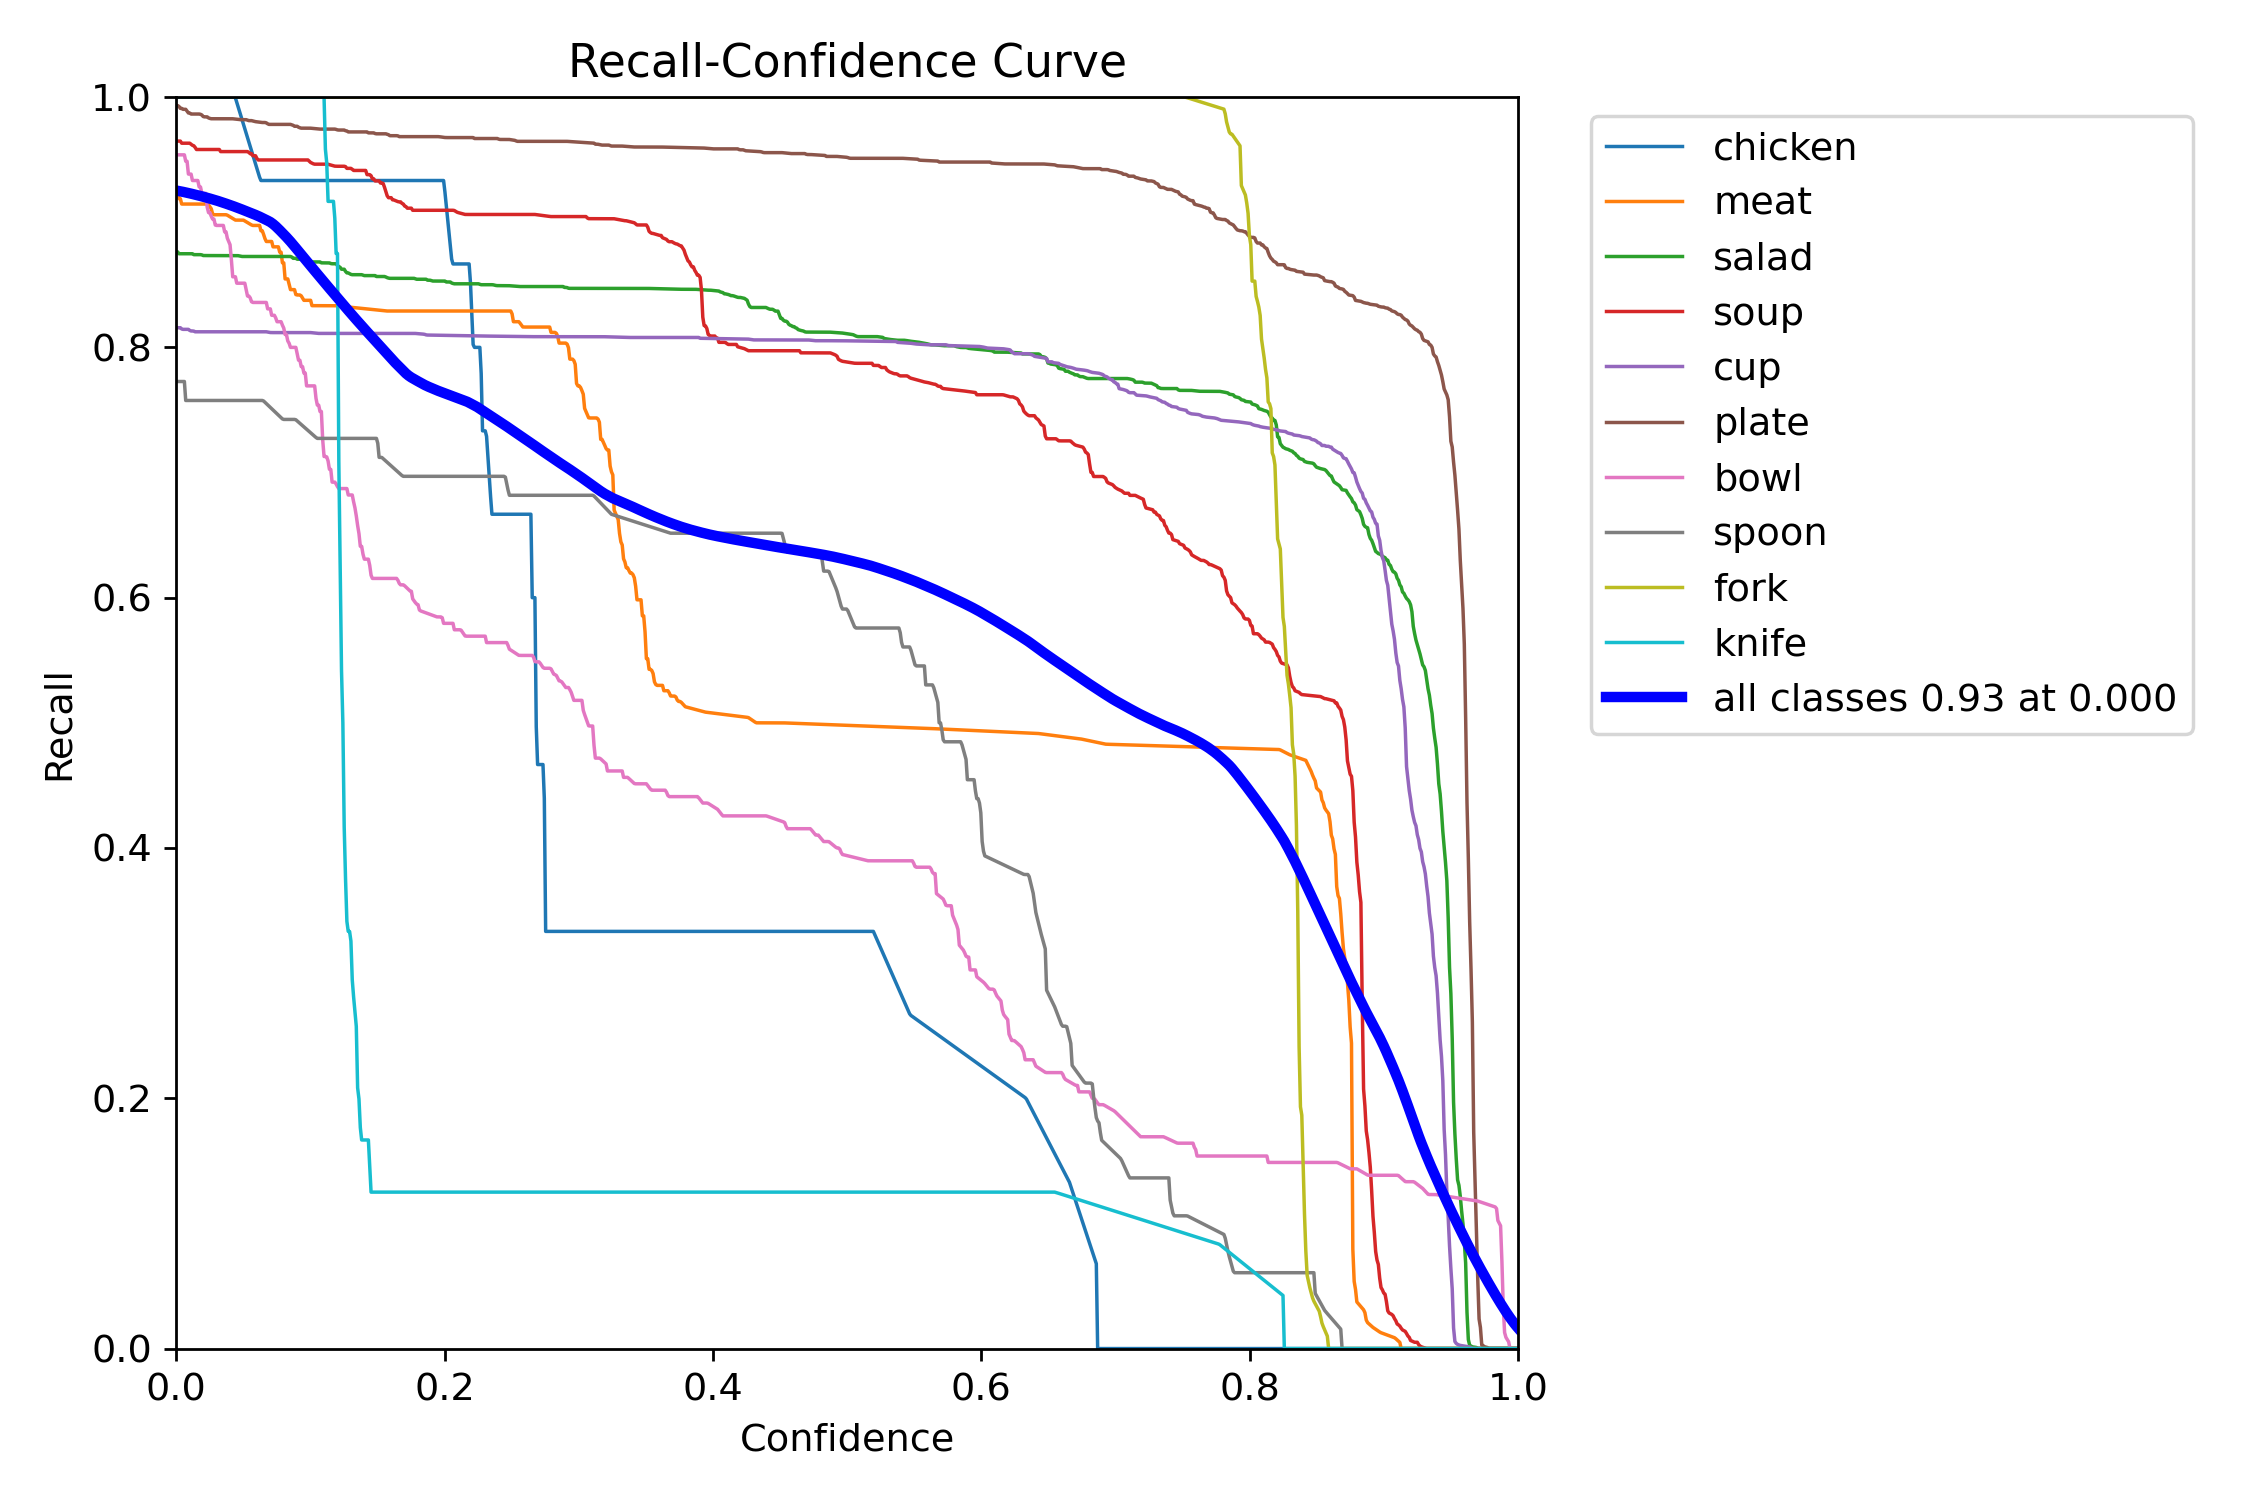 Recall-Confidence Curve
1.0
0.8
0.6
0.4
0.2
0.0
Recall
0.0 0.2 0.4 0.6 0.8 1.0
Confidence
chicken
meat
salad
soup
cup
plate
bowl
spoon
fork
knife
all classes 0.93 at 0.000